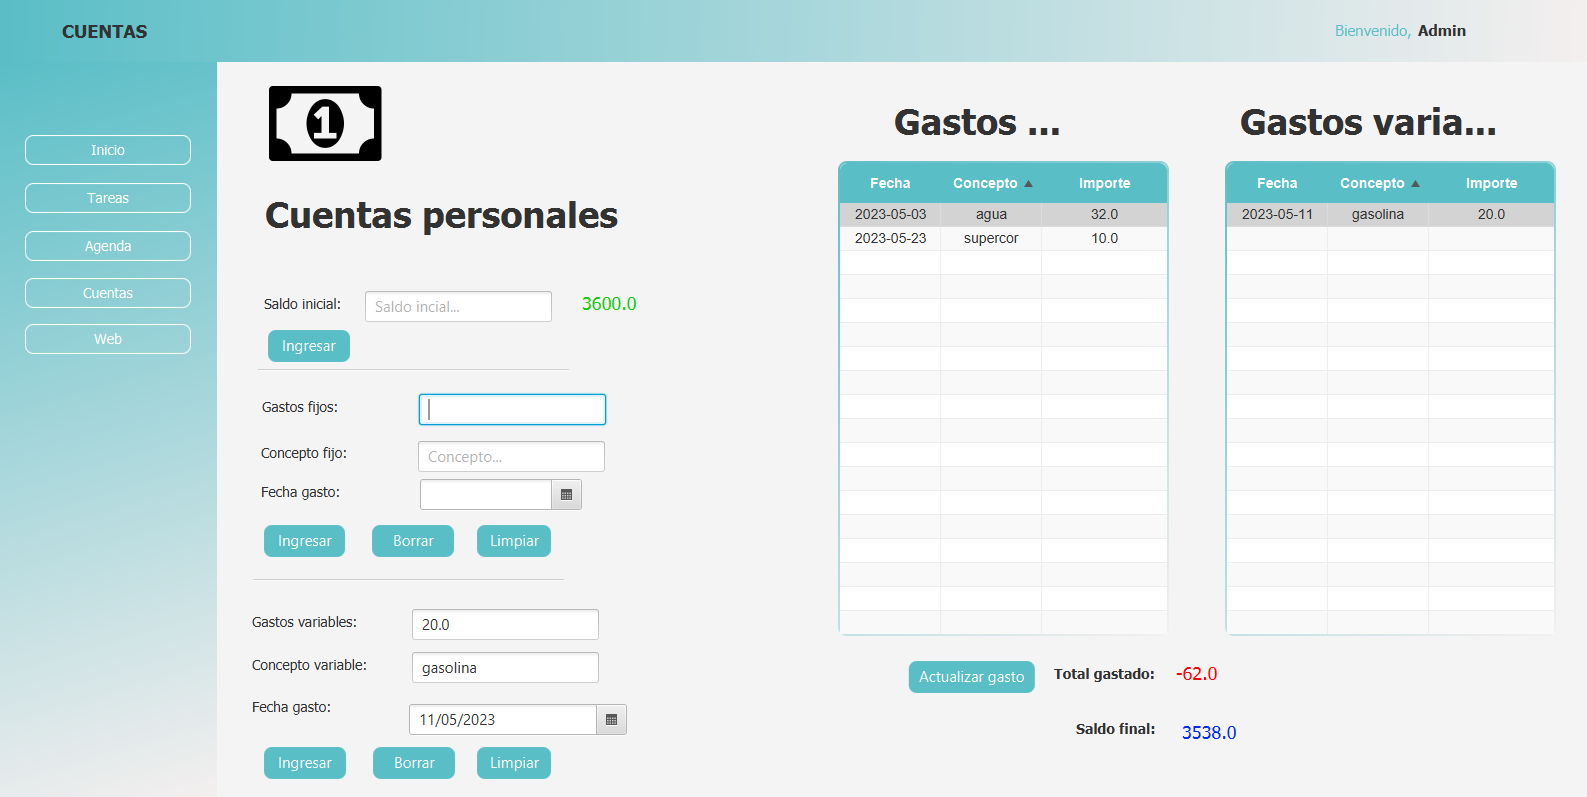 CUENTAS
Bienvenido, Admin
Inicio
Tareas
Agenda
Cuentas
Web
1
Cuentas personales
Saldo inicial: Saldo incial... 3600.0
Ingresar
Gastos fijos:
Concepto fijo: Concepto...
Fecha gasto:
Ingresar Borrar Limpiar
Gastos variables: 20.0
Concepto variable: gasolina
Fecha gasto: 11/05/2023
Ingresar Borrar Limpiar
Gastos ...
Fecha Concepto Importe
2023-05-03 agua 32.0
2023-05-23 supercor 10.0
Gastos varia...
Fecha Concepto Importe
2023-05-11 gasolina 20.0
Actualizar gasto Total gastado: -62.0
Saldo final: 3538.0